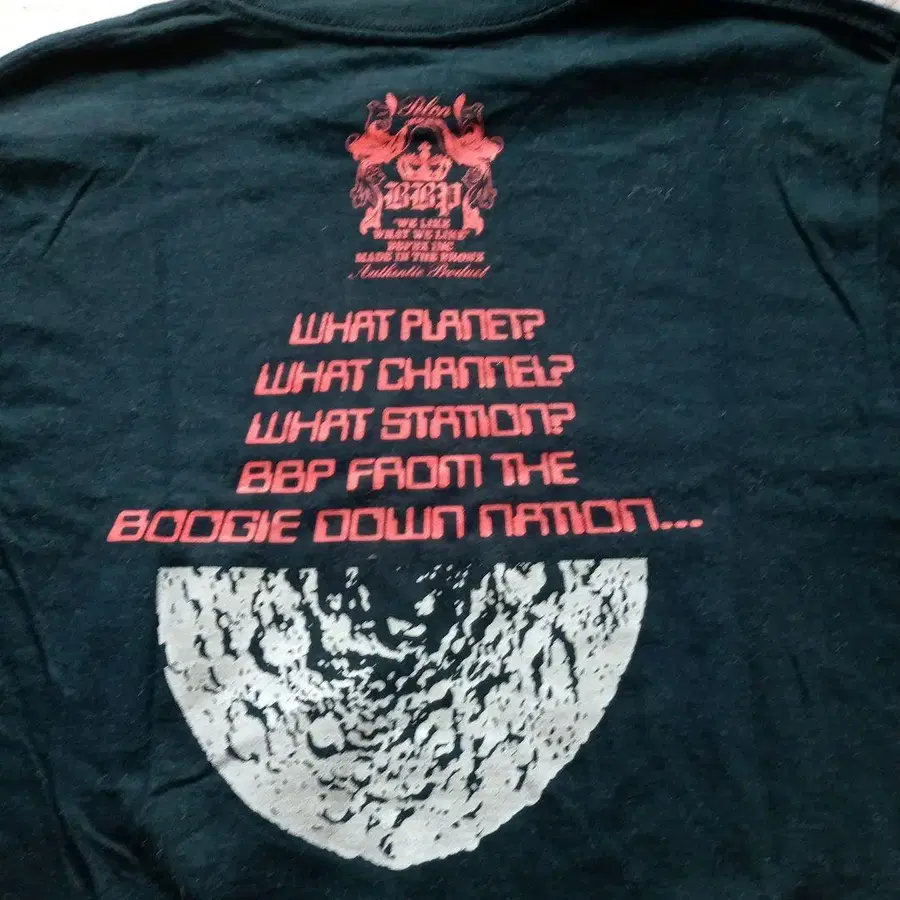 BBP
"WE LIKE
WHAT WE LIKE"
INC
MADE IN THE BRONX
Authentic Product
WHAT PLANET?
WHAT CHANNEL?
WHAT STATION?
BBP FROM THE
BOOGIE DOWN NATION...